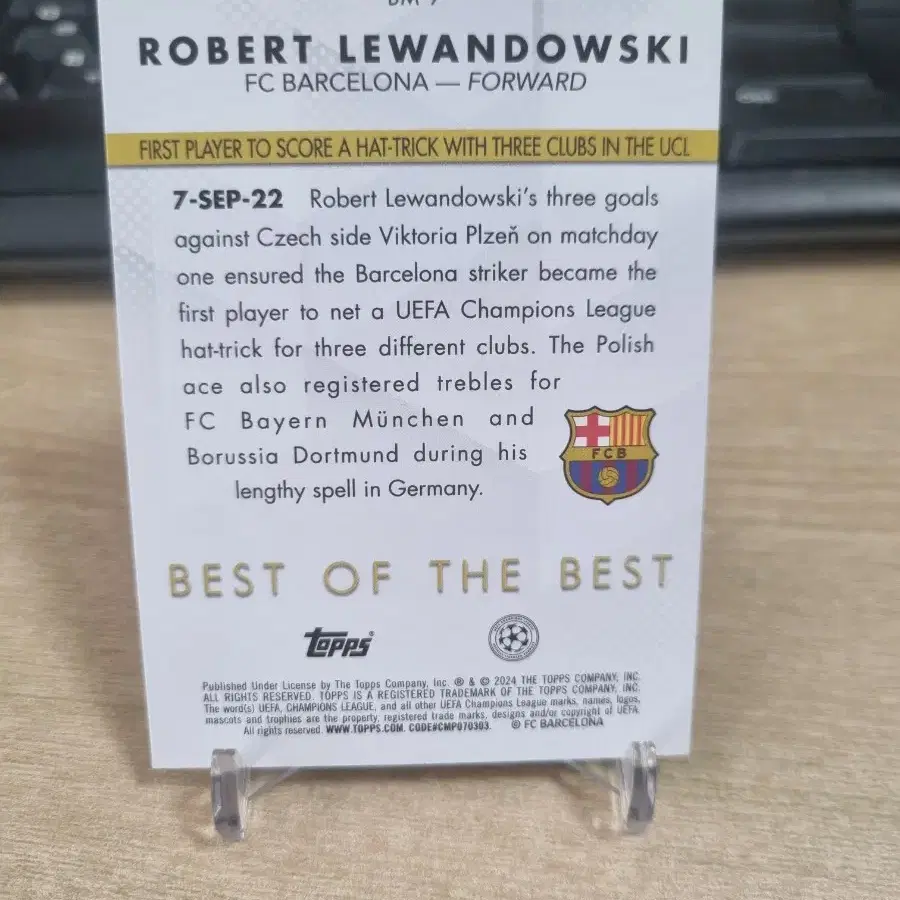 ROBERT LEWANDOWSKI
FC BARCELONA — FORWARD
FIRST PLAYER TO SCORE A HAT-TRICK WITH THREE CLUBS IN THE UCL
7-SEP-22 Robert Lewandowski's three goals
against Czech side Viktoria Plzeň on matchday
one ensured the Barcelona striker became the
first player to net a UEFA Champions League
hat-trick for three different clubs. The Polish
ace also registered trebles for
FC Bayern München and
Borussia Dortmund during his
lengthy spell in Germany.
FCB
BEST OF THE BEST
Topps®
Published Under License by The Topps Company, Inc. ® & © 2024 THE TOPPS COMPANY, INC.
ALL RIGHTS RESERVED. TOPPS IS A REGISTERED TRADEMARK OF THE TOPPS COMPANY, INC.
The word(s) UEFA, CHAMPIONS LEAGUE, and all other UEFA Champions League marks, names, logos,
mascots and trophies are the property, registered trade marks, designs and/or copyright of UEFA.
All rights reserved. WWW.TOPPS.COM. CODE#CMP070303. © FC BARCELONA